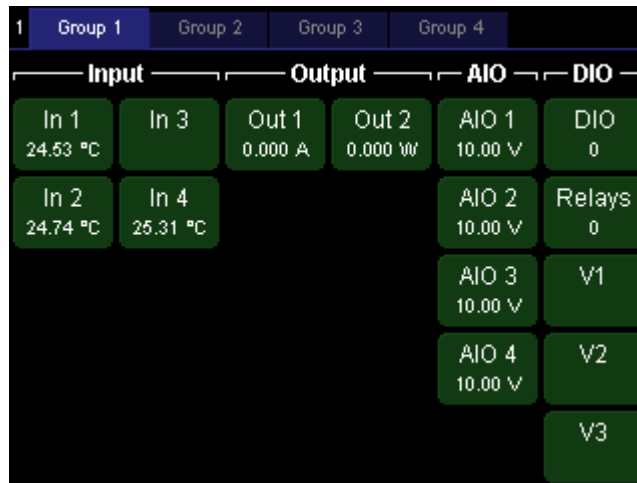 1 Group 1 Group 2 Group 3 Group 4
Input Output AIO DIO
In 1 In 3 Out 1 Out 2 AIO 1 DIO
24.53 °C 0.000 A 0.000 W 10.00 V 0
In 2 In 4 AIO 2 Relays
24.74 °C 25.31 °C 10.00 V 0
AIO 3 V1
10.00 V
AIO 4 V2
10.00 V
V3